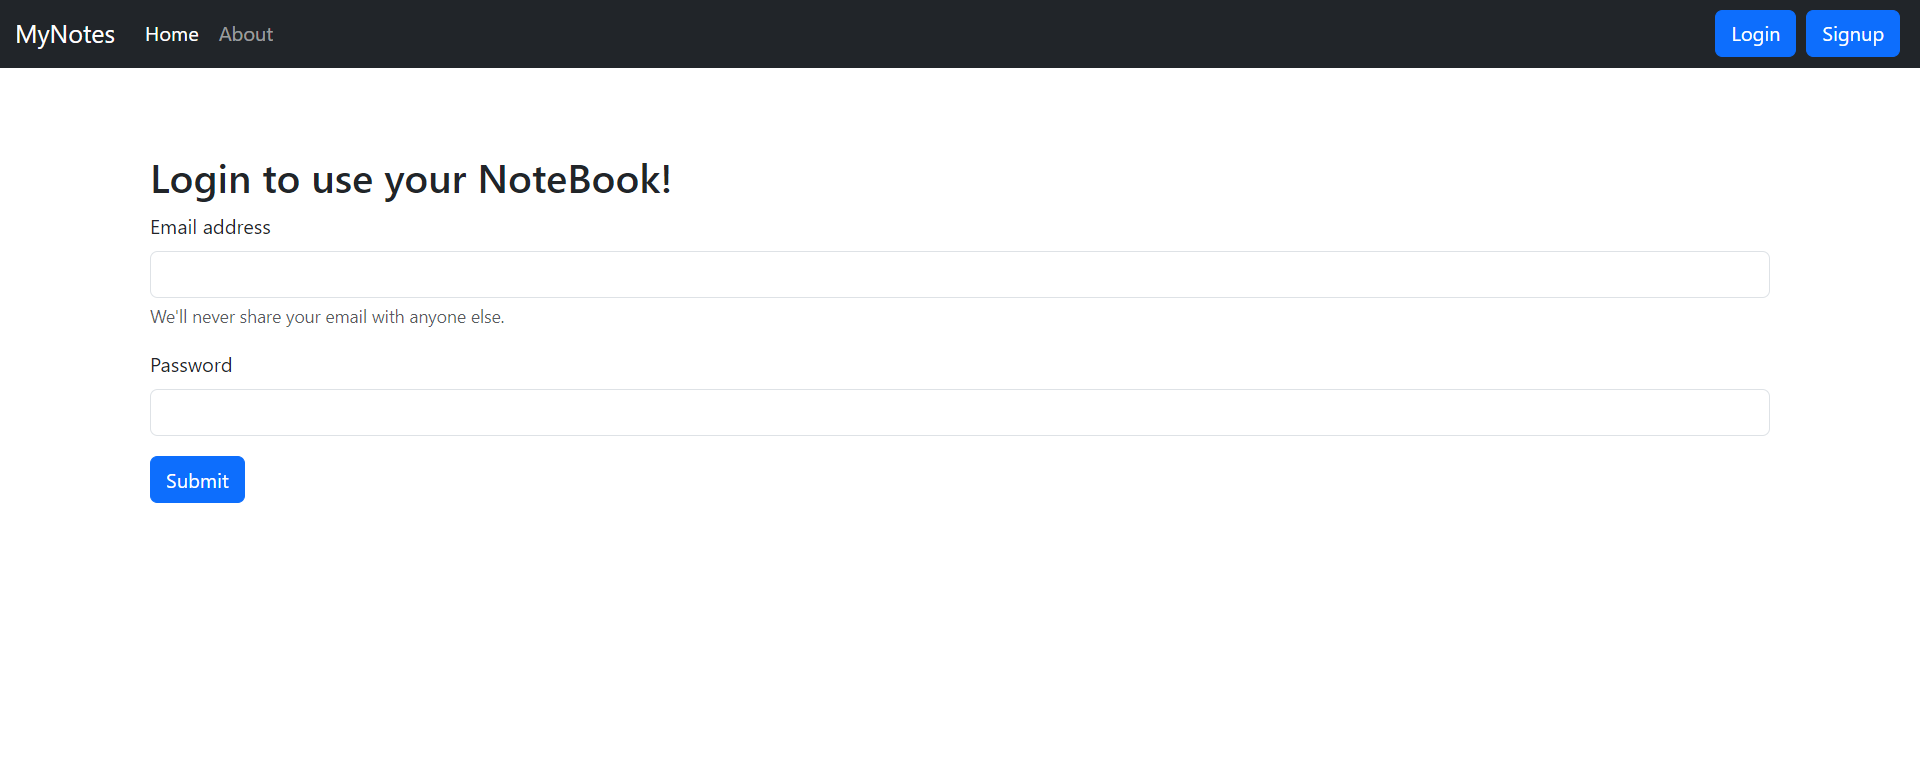 MyNotes Home About Login Signup
Login to use your NoteBook!
Email address
We'll never share your email with anyone else.
Password
Submit